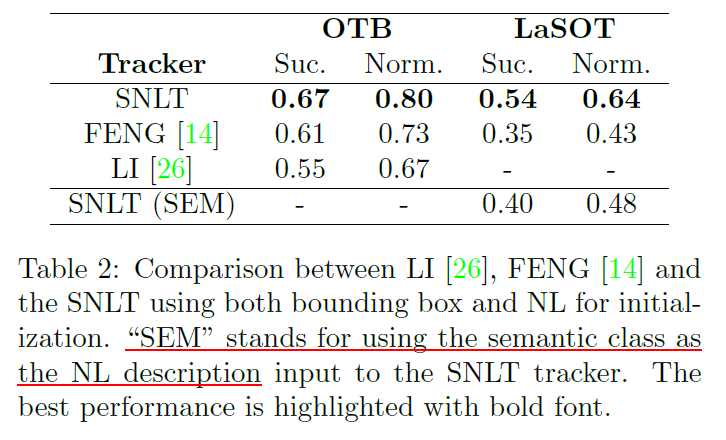 OTB LaSOT
Tracker Suc. Norm. Suc. Norm.
SNLT 0.67 0.80 0.54 0.64
FENG [14] 0.61 0.73 0.35 0.43
LI [26] 0.55 0.67 - -
SNLT (SEM) - - 0.40 0.48
Table 2: Comparison between LI [26], FENG [14] and
the SNLT using both bounding box and NL for initial-
ization. “SEM” stands for using the semantic class as
the NL description input to the SNLT tracker. The
best performance is highlighted with bold font.